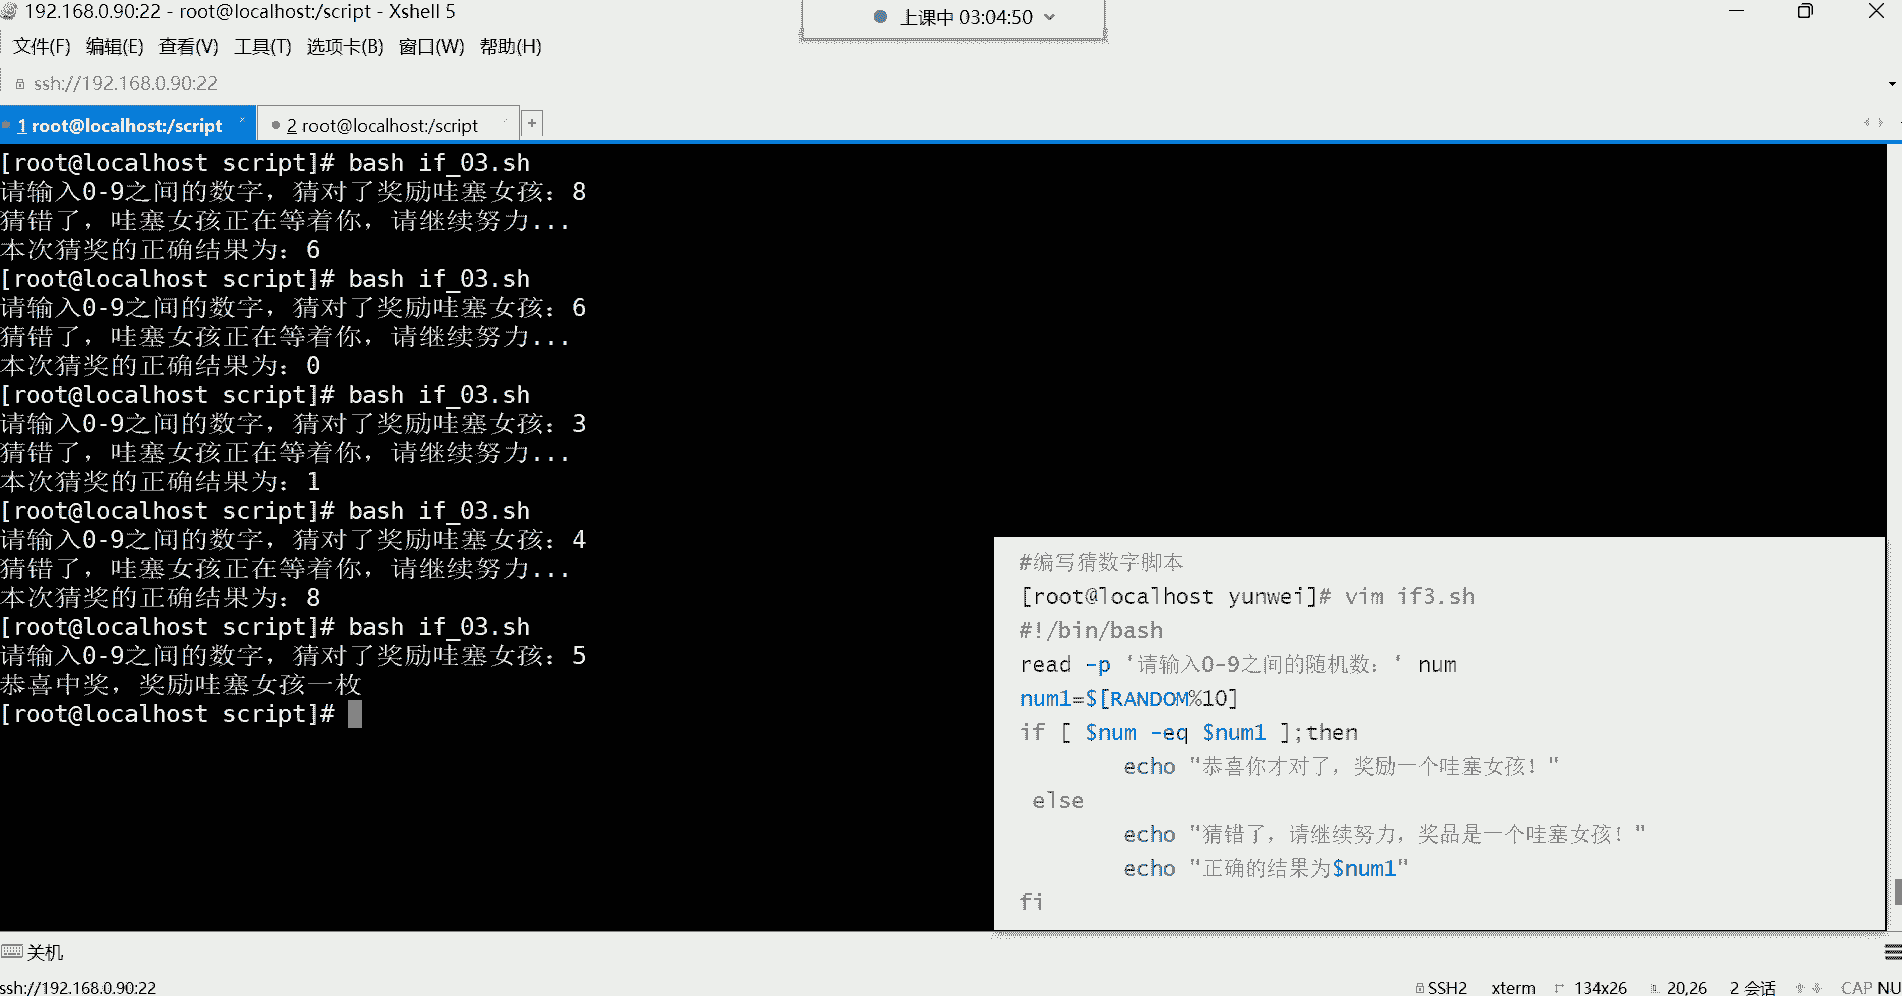 192.168.0.90:22 - root@localhost:/script - Xshell 5
上课中 03:04:50
文件(F) 编辑(E) 查看(V) 工具(T) 选项卡(B) 窗口(W) 帮助(H)
ssh://192.168.0.90:22
1 root@localhost:/script
2 root@localhost:/script
+
[root@localhost script]# bash if_03.sh
请输入0-9之间的数字，猜对了奖励哇塞女孩：8
猜错了，哇塞女孩正在等着你，请继续努力...
本次猜奖的正确结果为：6
[root@localhost script]# bash if_03.sh
请输入0-9之间的数字，猜对了奖励哇塞女孩：6
猜错了，哇塞女孩正在等着你，请继续努力...
本次猜奖的正确结果为：0
[root@localhost script]# bash if_03.sh
请输入0-9之间的数字，猜对了奖励哇塞女孩：3
猜错了，哇塞女孩正在等着你，请继续努力...
本次猜奖的正确结果为：1
[root@localhost script]# bash if_03.sh
请输入0-9之间的数字，猜对了奖励哇塞女孩：4
猜错了，哇塞女孩正在等着你，请继续努力...
本次猜奖的正确结果为：8
[root@localhost script]# bash if_03.sh
请输入0-9之间的数字，猜对了奖励哇塞女孩：5
恭喜中奖，奖励哇塞女孩一枚
[root@localhost script]#
#编写猜数字脚本
[root@localhost yunwei]# vim if3.sh
#!/bin/bash
read -p '请输入0-9之间的随机数：' num
num1=$[RANDOM%10]
if [ $num -eq $num1 ];then
echo "恭喜你才对了，奖励一个哇塞女孩！"
else
echo "猜错了，请继续努力，奖品是一个哇塞女孩！"
echo "正确的结果为$num1"
fi
关机
ssh://192.168.0.90:22
SSH2 xterm 134x26 20,26 2 会话 CAP NU